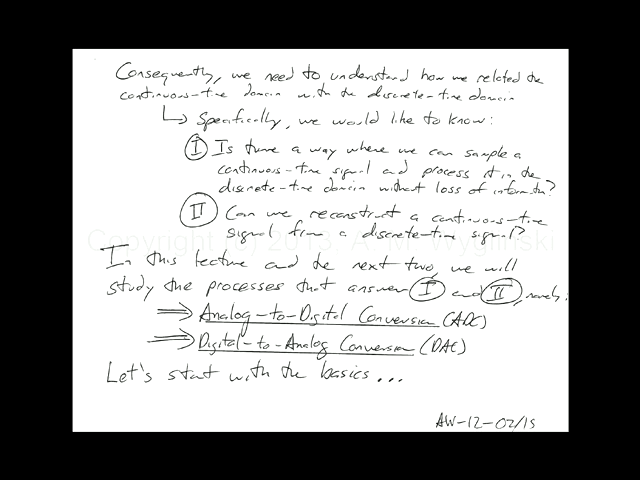 Consequently, we need to understand how we related the
continuous-time domain with the discrete-time domain
↳ Specifically, we would like to know:
I Is there a way where we can sample a
continuous-time signal and process it in the
discrete-time domain without loss of information?
II Can we reconstruct a continuous-time
signal from a discrete-time signal?
Copyright (c) 2013, A. M. Wyglinski
In this lecture and the next two, we will
study the processes that answer I and II, namely:
⇒ Analog-to-Digital Conversion (ADC)
⇒ Digital-to-Analog Conversion (DAC)
Let's start with the basics...
AW-12-02/15